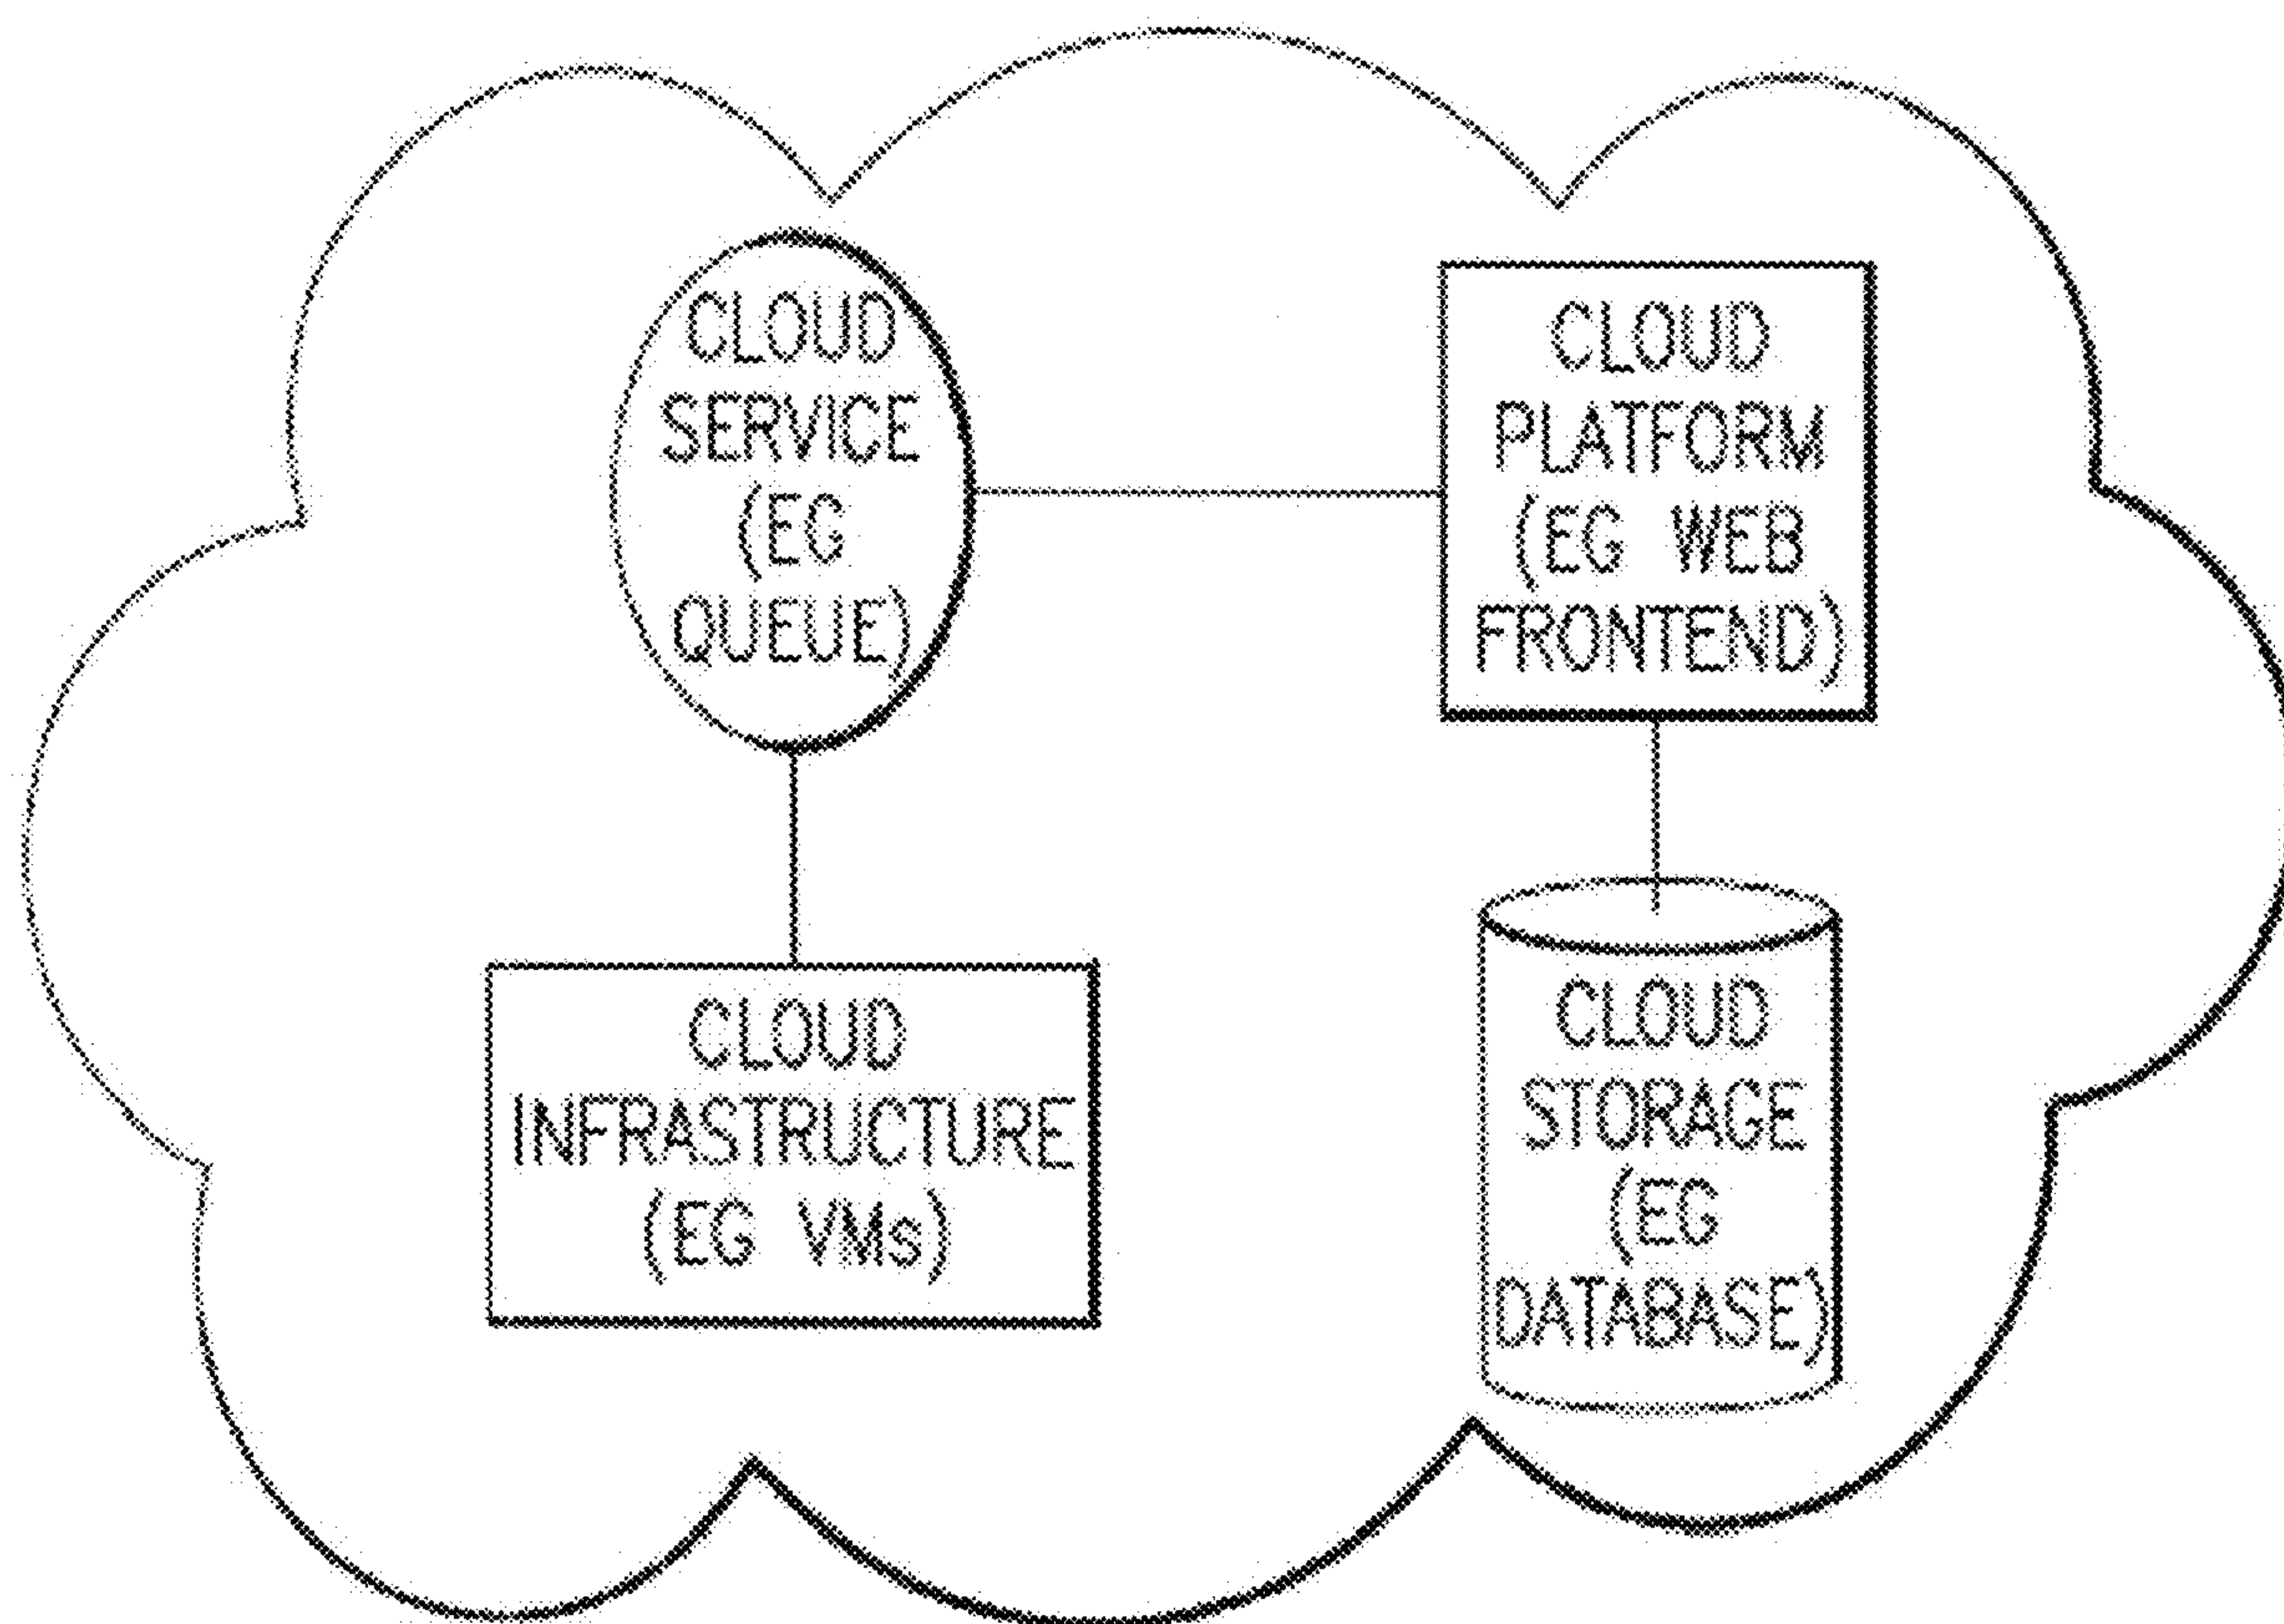 CLOUD
SERVICE
(EG
QUEUE)
CLOUD
PLATFORM
(EG WEB
FRONTEND)
CLOUD
INFRASTRUCTURE
(EG VMs)
CLOUD
STORAGE
(EG
DATABASE)